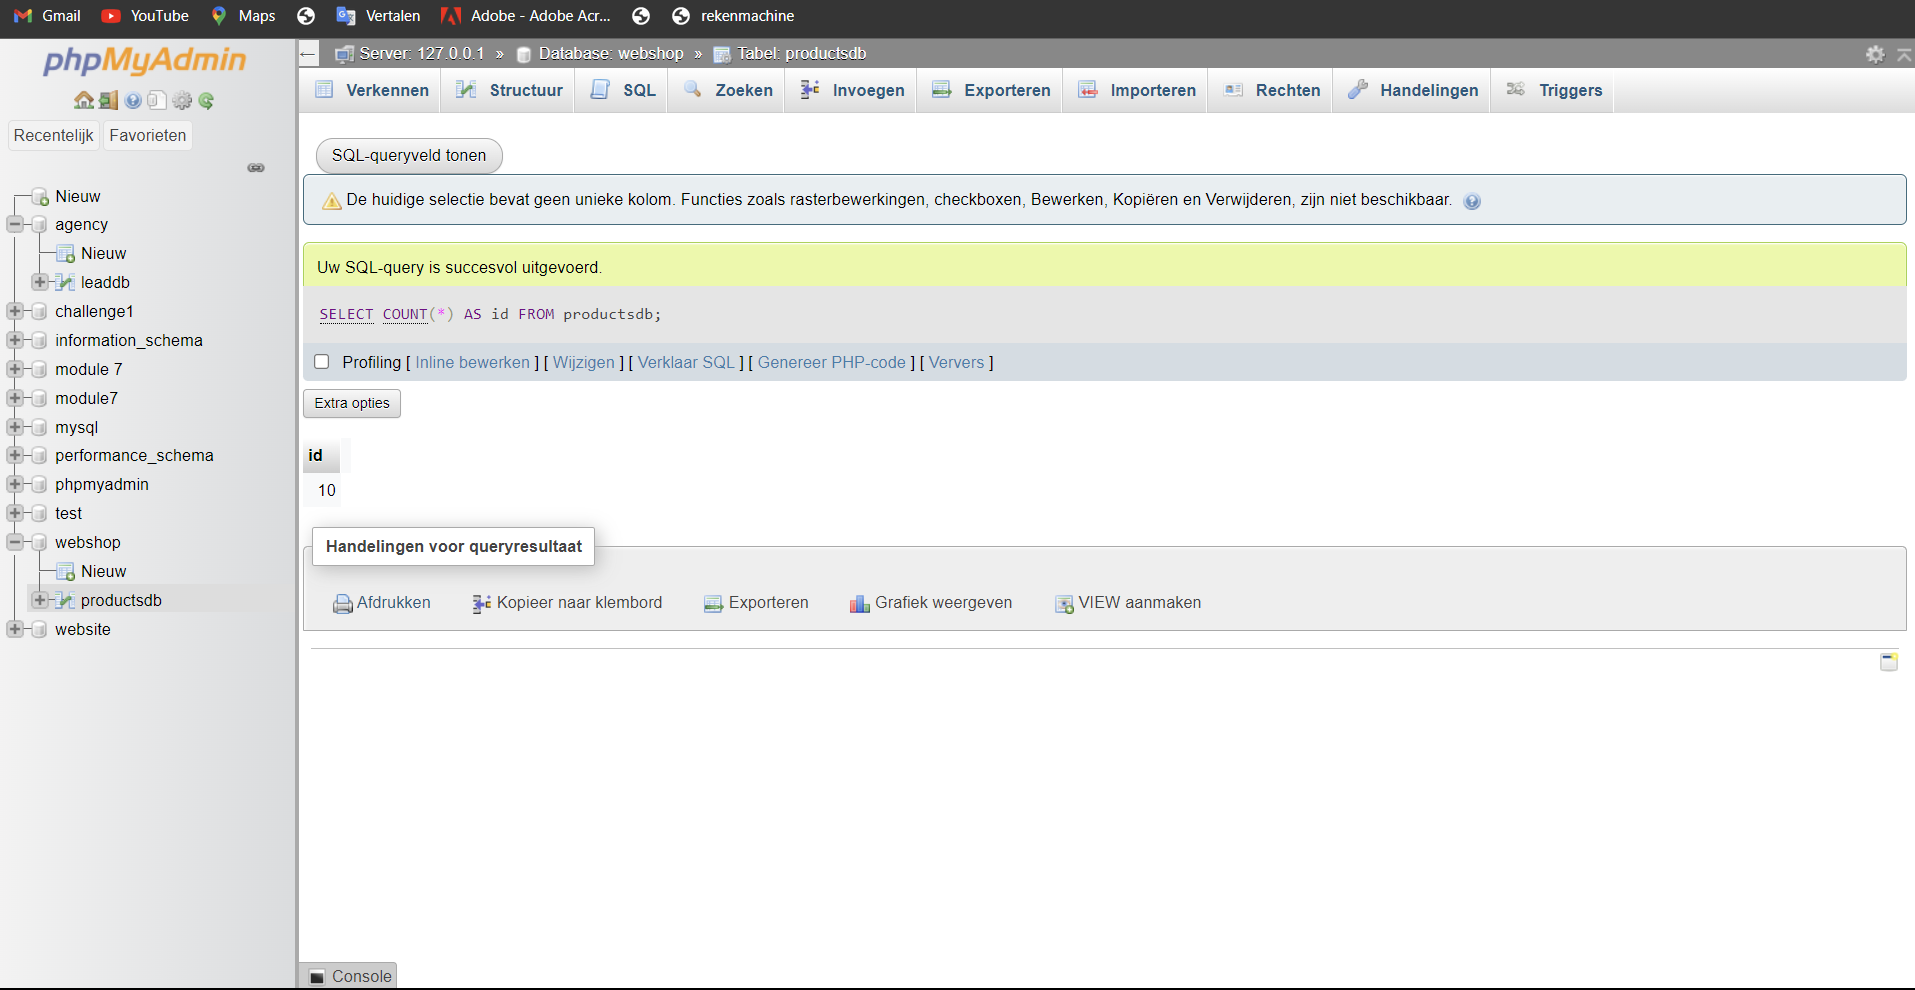 Gmail YouTube Maps Vertalen Adobe - Adobe Acr... rekenmachine
phpMyAdmin
Recentelijk Favorieten
Nieuw
agency
Nieuw
leaddb
challenge1
information_schema
module 7
module7
mysql
performance_schema
phpmyadmin
test
webshop
Nieuw
productsdb
website
Server: 127.0.0.1 » Database: webshop » Tabel: productsdb
Verkennen Structuur SQL Zoeken Invoegen Exporteren Importeren Rechten Handelingen Triggers
SQL-queryveld tonen
De huidige selectie bevat geen unieke kolom. Functies zoals rasterbewerkingen, checkboxen, Bewerken, Kopiëren en Verwijderen, zijn niet beschikbaar.
Uw SQL-query is succesvol uitgevoerd.
SELECT COUNT(*) AS id FROM productsdb;
Profiling [ Inline bewerken ] [ Wijzigen ] [ Verklaar SQL ] [ Genereer PHP-code ] [ Ververs ]
Extra opties
id
10
Handelingen voor queryresultaat
Afdrukken Kopieer naar klembord Exporteren Grafiek weergeven VIEW aanmaken
Console